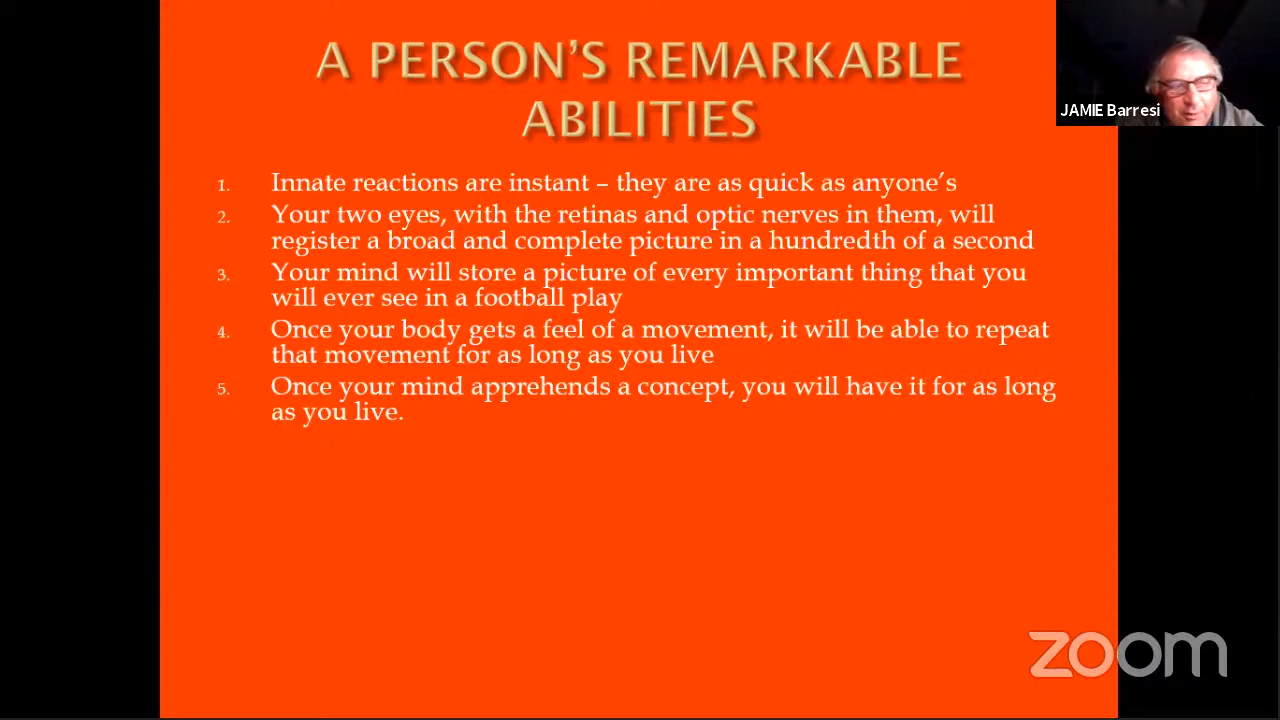 A PERSON'S REMARKABLE
ABILITIES
JAMIE Barresi
1. Innate reactions are instant – they are as quick as anyone's
2. Your two eyes, with the retinas and optic nerves in them, will
register a broad and complete picture in a hundredth of a second
3. Your mind will store a picture of every important thing that you
will ever see in a football play
4. Once your body gets a feel of a movement, it will be able to repeat
that movement for as long as you live
5. Once your mind apprehends a concept, you will have it for as long
as you live.
zoom